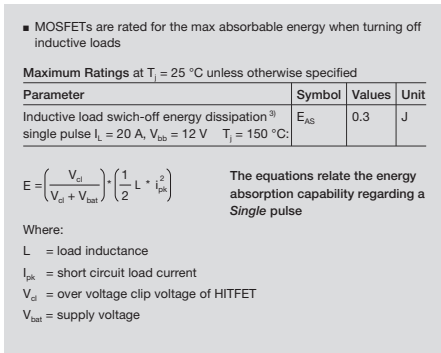 ■ MOSFETs are rated for the max absorbable energy when turning off
inductive loads
Maximum Ratings at Tj = 25 °C unless otherwise specified
Parameter Symbol Values Unit
Inductive load swich-off energy dissipation 3) EAS 0.3 J
single pulse IL = 20 A, Vbb = 12 V Tj = 150 °C:
E = (Vcl / (Vcl + Vbat)) * (1/2 L * i²pk)
The equations relate the energy
absorption capability regarding a
Single pulse
Where:
L = load inductance
Ipk = short circuit load current
Vcl = over voltage clip voltage of HITFET
Vbat = supply voltage